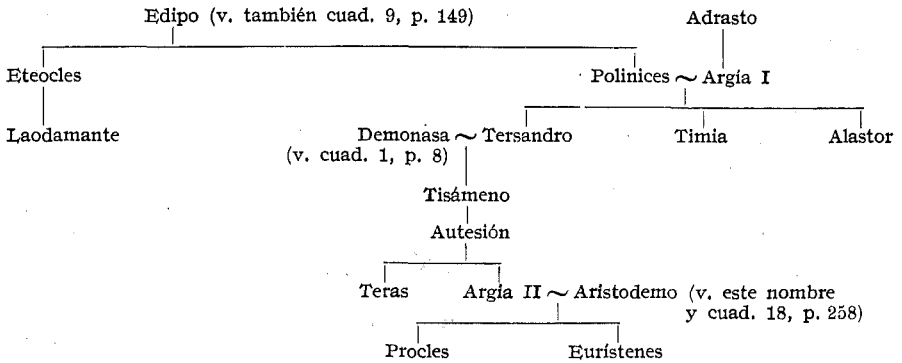 Edipo (v. también cuad. 9, p. 149) Adrasto
Eteocles Polinices ~ Argía I
Laodamante Demonasa ~ Tersandro Timia Alastor
(v. cuad. 1, p. 8)
Tisámeno
Autesión
Teras Argía II ~ Aristodemo (v. este nombre
y cuad. 18, p. 258)
Procles Eurístenes